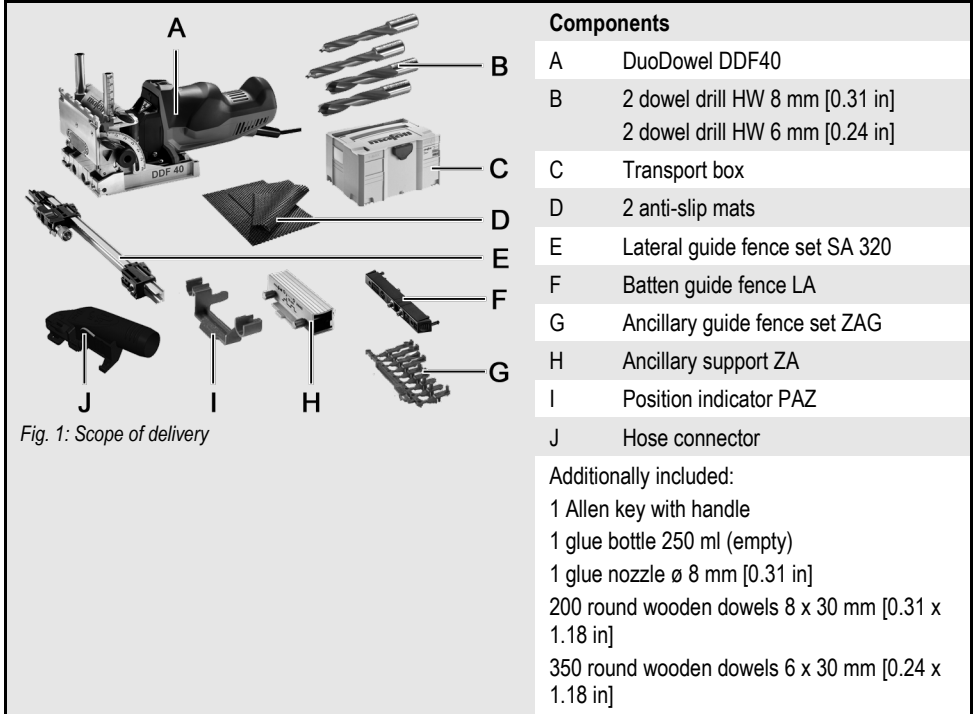 A
B
C
D
E
F
G
H
I
J
DDF 40
mafell
Fig. 1: Scope of delivery
Components
A DuoDowel DDF40
B 2 dowel drill HW 8 mm [0.31 in]
2 dowel drill HW 6 mm [0.24 in]
C Transport box
D 2 anti-slip mats
E Lateral guide fence set SA 320
F Batten guide fence LA
G Ancillary guide fence set ZAG
H Ancillary support ZA
I Position indicator PAZ
J Hose connector
Additionally included:
1 Allen key with handle
1 glue bottle 250 ml (empty)
1 glue nozzle ø 8 mm [0.31 in]
200 round wooden dowels 8 x 30 mm [0.31 x
1.18 in]
350 round wooden dowels 6 x 30 mm [0.24 x
1.18 in]